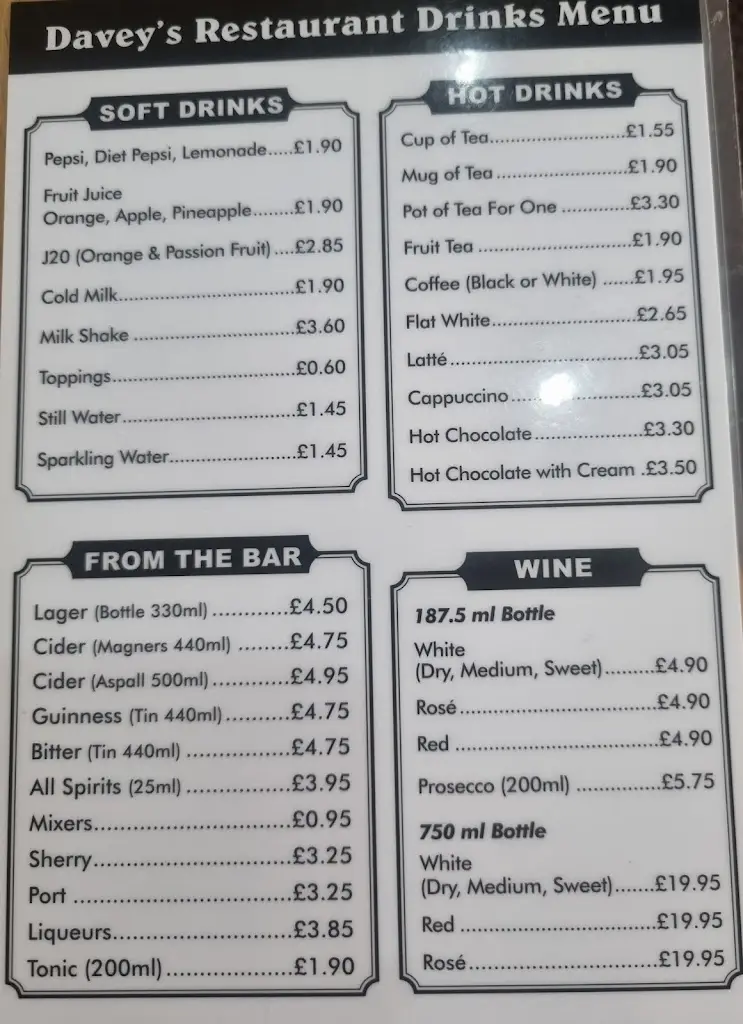 Davey's Restaurant Drinks Menu
SOFT DRINKS
Pepsi, Diet Pepsi, Lemonade.....£1.90
Fruit Juice
Orange, Apple, Pineapple........£1.90
J20 (Orange & Passion Fruit) ....£2.85
Cold Milk..............................£1.90
Milk Shake ...........................£3.60
Toppings...............................£0.60
Still Water.............................£1.45
Sparkling Water......................£1.45
HOT DRINKS
Cup of Tea........................£1.55
Mug of Tea .......................£1.90
Pot of Tea For One ............£3.30
Fruit Tea ...........................£1.90
Coffee (Black or White) ......£1.95
Flat White.........................£2.65
Latté.................................£3.05
Cappuccino.......................£3.05
Hot Chocolate...................£3.30
Hot Chocolate with Cream .£3.50
FROM THE BAR
Lager (Bottle 330ml) ...........£4.50
Cider (Magners 440ml) ........£4.75
Cider (Aspall 500ml)...........£4.95
Guinness (Tin 440ml).........£4.75
Bitter (Tin 440ml) ..............£4.75
All Spirits (25ml) ...............£3.95
Mixers............................£0.95
Sherry............................£3.25
Port ..............................£3.25
Liqueurs.........................£3.85
Tonic (200ml)..................£1.90
WINE
187.5 ml Bottle
White
(Dry, Medium, Sweet).........£4.90
Rosé................................£4.90
Red ................................£4.90
Prosecco (200ml) ..............£5.75
750 ml Bottle
White
(Dry, Medium, Sweet).......£19.95
Red ...............................£19.95
Rosé...............................£19.95